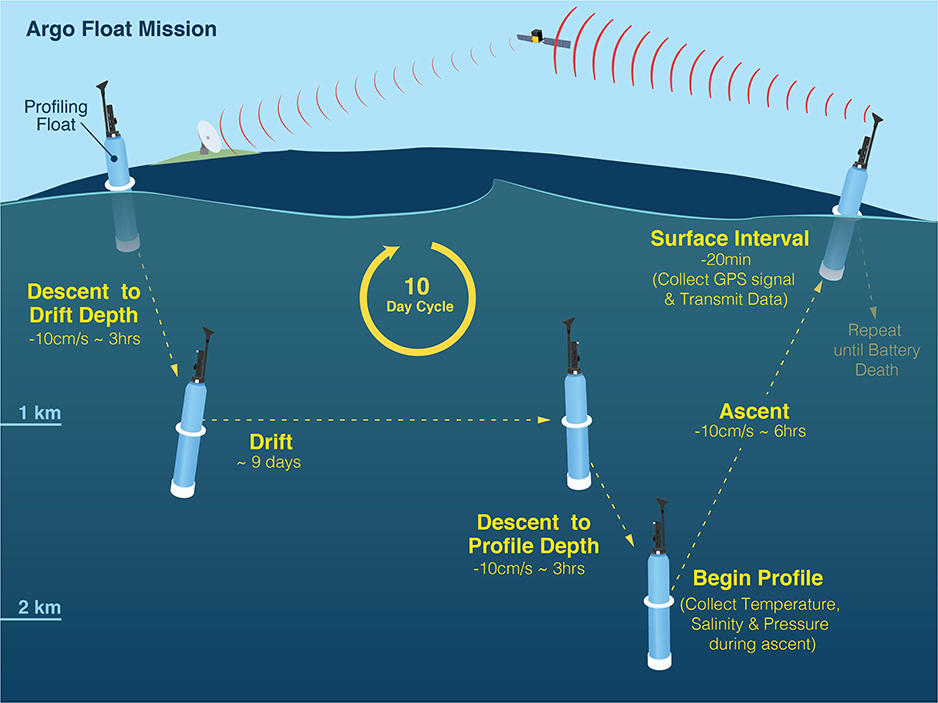 Argo Float Mission
Profiling
Float
Descent to
Drift Depth
-10cm/s ~ 3hrs
10
Day Cycle
Surface Interval
-20min
(Collect GPS signal
& Transmit Data)
Repeat
until Battery
Death
1 km
Drift
~ 9 days
Ascent
-10cm/s ~ 6hrs
Descent to
Profile Depth
-10cm/s ~ 3hrs
2 km
Begin Profile
(Collect Temperature,
Salinity & Pressure
during ascent)